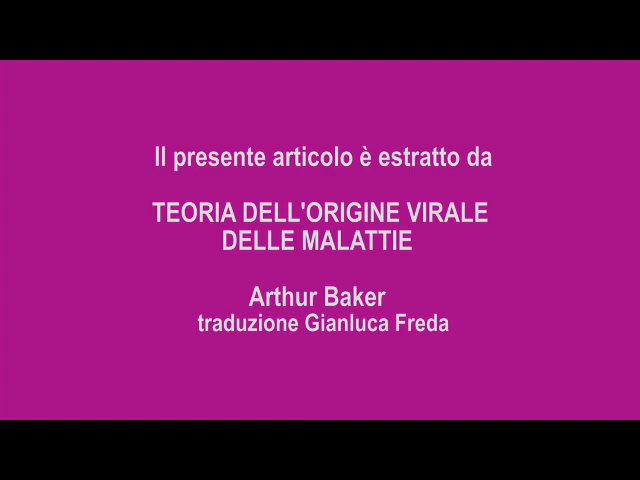 Il presente articolo è estratto da
TEORIA DELL'ORIGINE VIRALE
DELLE MALATTIE
Arthur Baker
traduzione Gianluca Freda